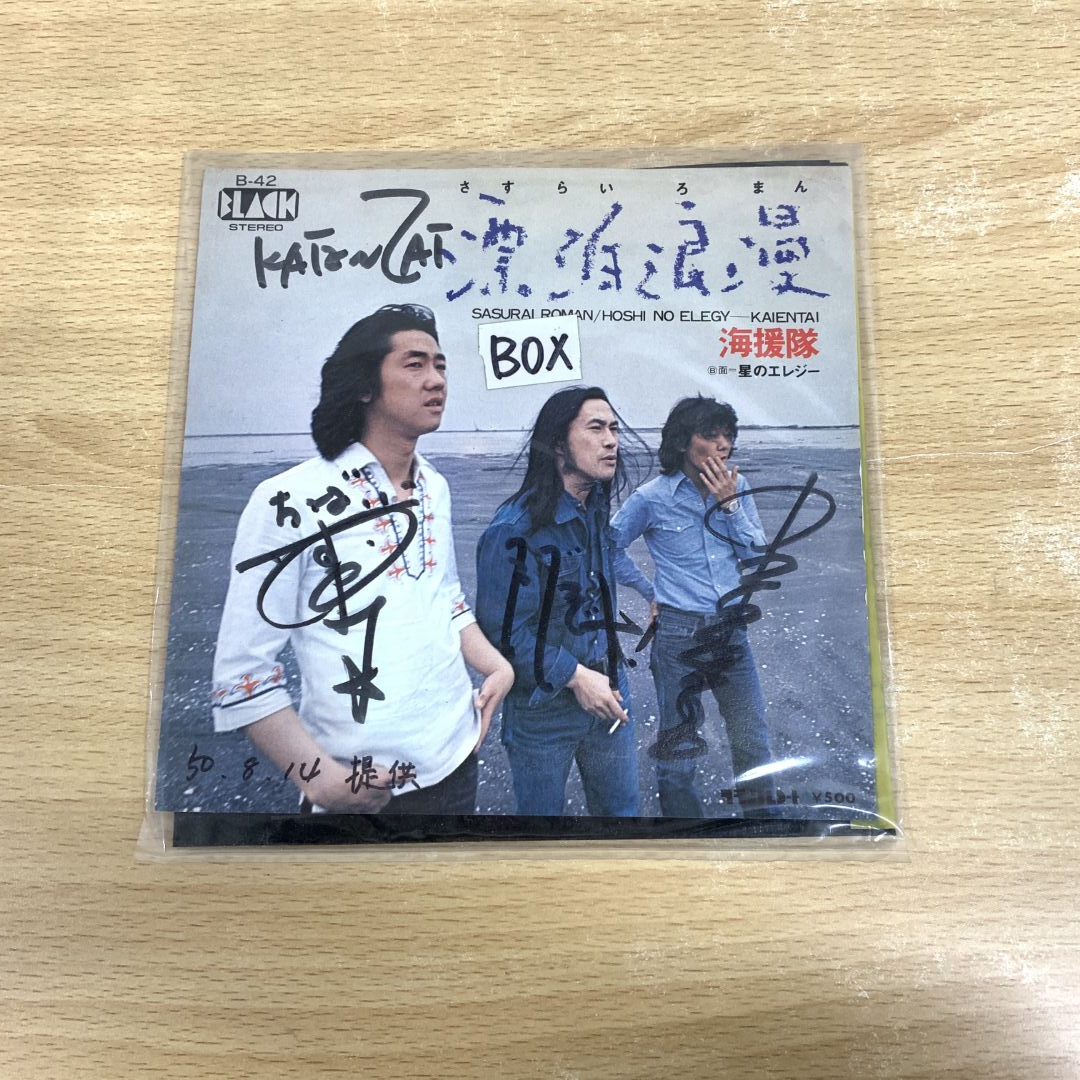 B-42
BLACK
STEREO
さすらいろまん
漂泊浪漫
KAIENTAI
SASURAI ROMAN/HOSHI NO ELEGY—KAIENTAI
BOX
海援隊
Ⓑ面=星のエレジー
ちば
50.8.14 提供
¥500